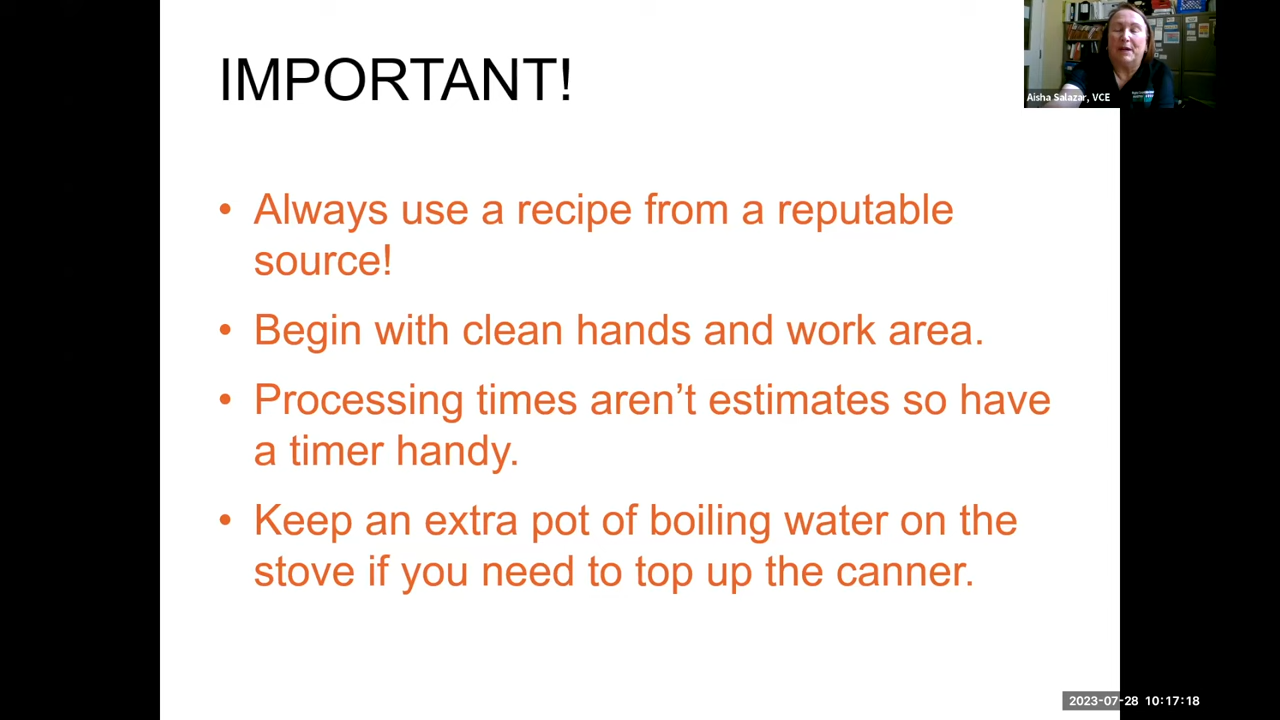 IMPORTANT!
Aisha Salazar, VCE
• Always use a recipe from a reputable
source!
• Begin with clean hands and work area.
• Processing times aren’t estimates so have
a timer handy.
• Keep an extra pot of boiling water on the
stove if you need to top up the canner.
2023-07-28 10:17:18